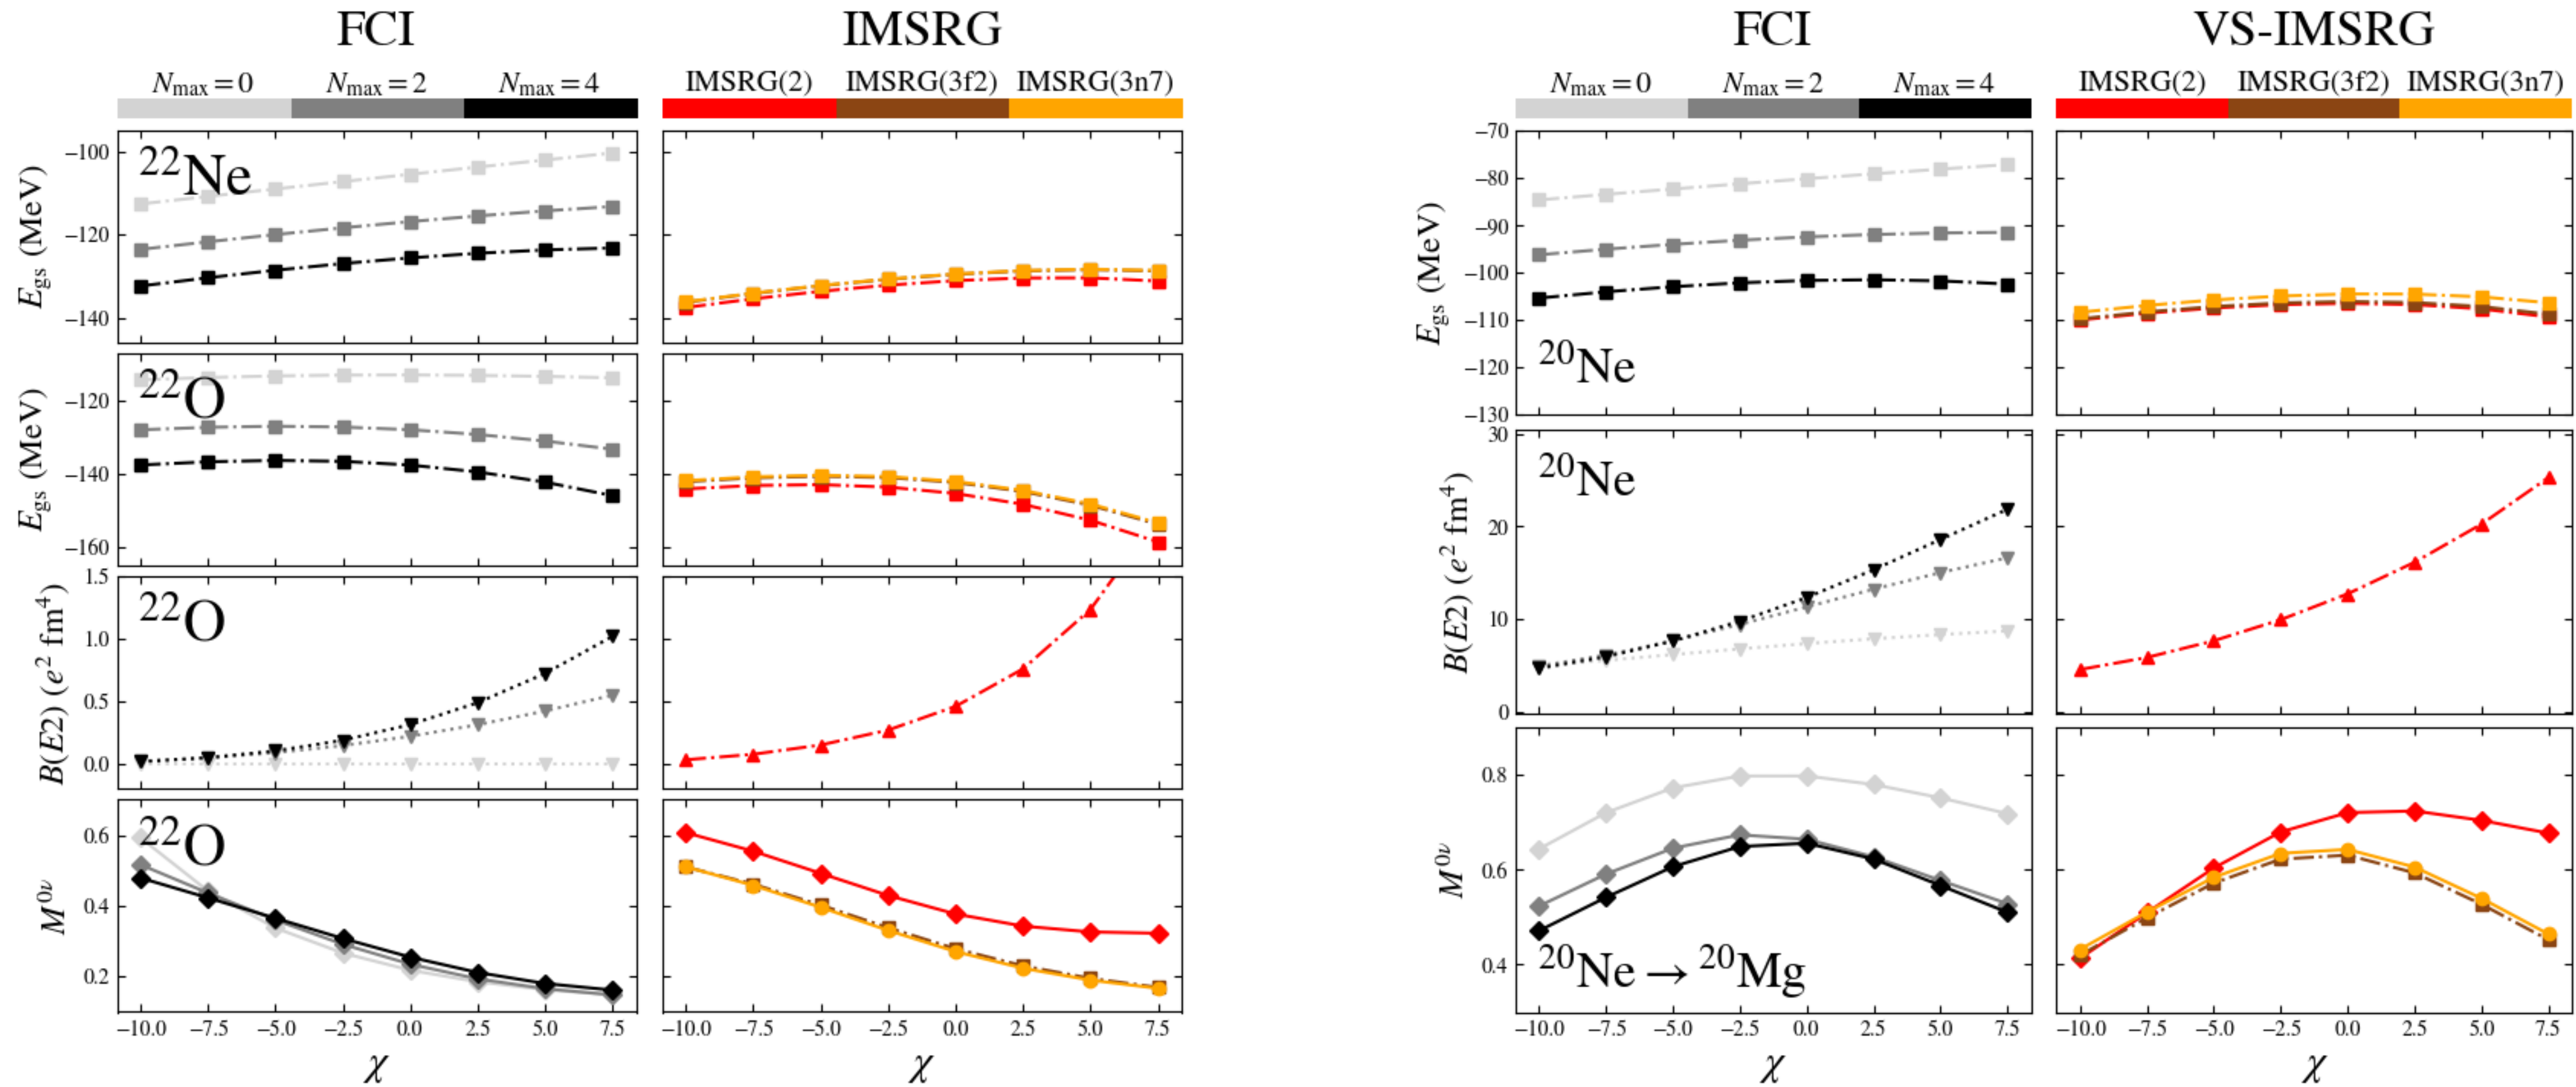 FCI
IMSRG
N_max = 0 N_max = 2 N_max = 4
IMSRG(2) IMSRG(3f2) IMSRG(3n7)
E_gs (MeV)
−100
−120
−140
²²Ne
E_gs (MeV)
−120
−140
−160
²²O
B(E2) (e² fm⁴)
1.5
1.0
0.5
0.0
²²O
M^0ν
0.6
0.4
0.2
²²O
−10.0 −7.5 −5.0 −2.5 0.0 2.5 5.0 7.5
χ
−10.0 −7.5 −5.0 −2.5 0.0 2.5 5.0 7.5
χ
FCI
VS-IMSRG
N_max = 0 N_max = 2 N_max = 4
IMSRG(2) IMSRG(3f2) IMSRG(3n7)
E_gs (MeV)
−70
−80
−90
−100
−110
−120
−130
²⁰Ne
B(E2) (e² fm⁴)
30
20
10
0
²⁰Ne
M^0ν
0.8
0.6
0.4
²⁰Ne → ²⁰Mg
−10.0 −7.5 −5.0 −2.5 0.0 2.5 5.0 7.5
χ
−10.0 −7.5 −5.0 −2.5 0.0 2.5 5.0 7.5
χ